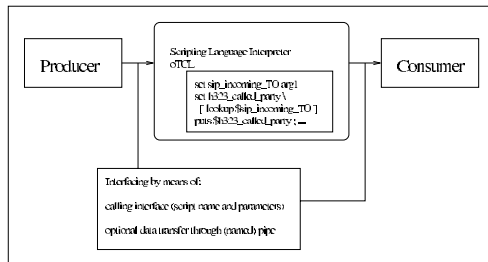 Producer
Scripting Language Interpreter
oTCL
set sip_incoming_TO arg1
set h323_called_party \
[ lookup $sip_incoming_TO ]
puts $h323_called_party ; ...
Consumer
Interfacing by means of:
calling interface (script name and parameters)
optional data transfer through (named) pipe